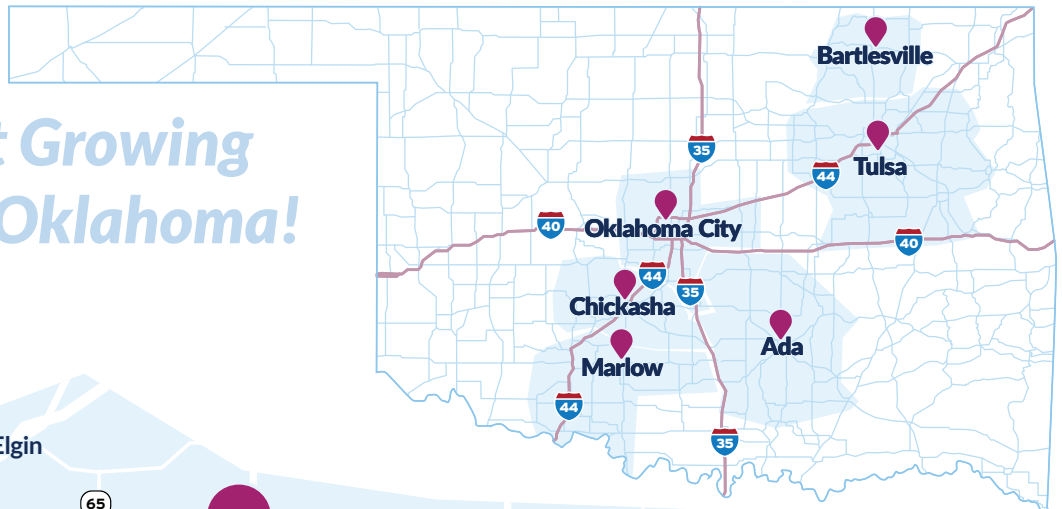 Bartlesville
t Growing
35
Tulsa
44
Oklahoma!
40
Oklahoma City
40
44
35
Chickasha
Ada
Marlow
44
35
Elgin
65